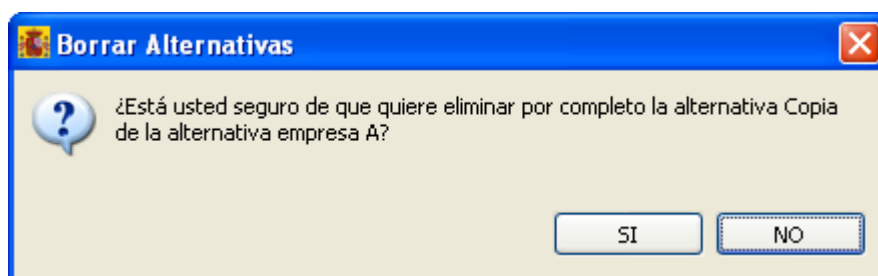 Borrar Alternativas
¿Está usted seguro de que quiere eliminar por completo la alternativa Copia
de la alternativa empresa A?
SI
NO